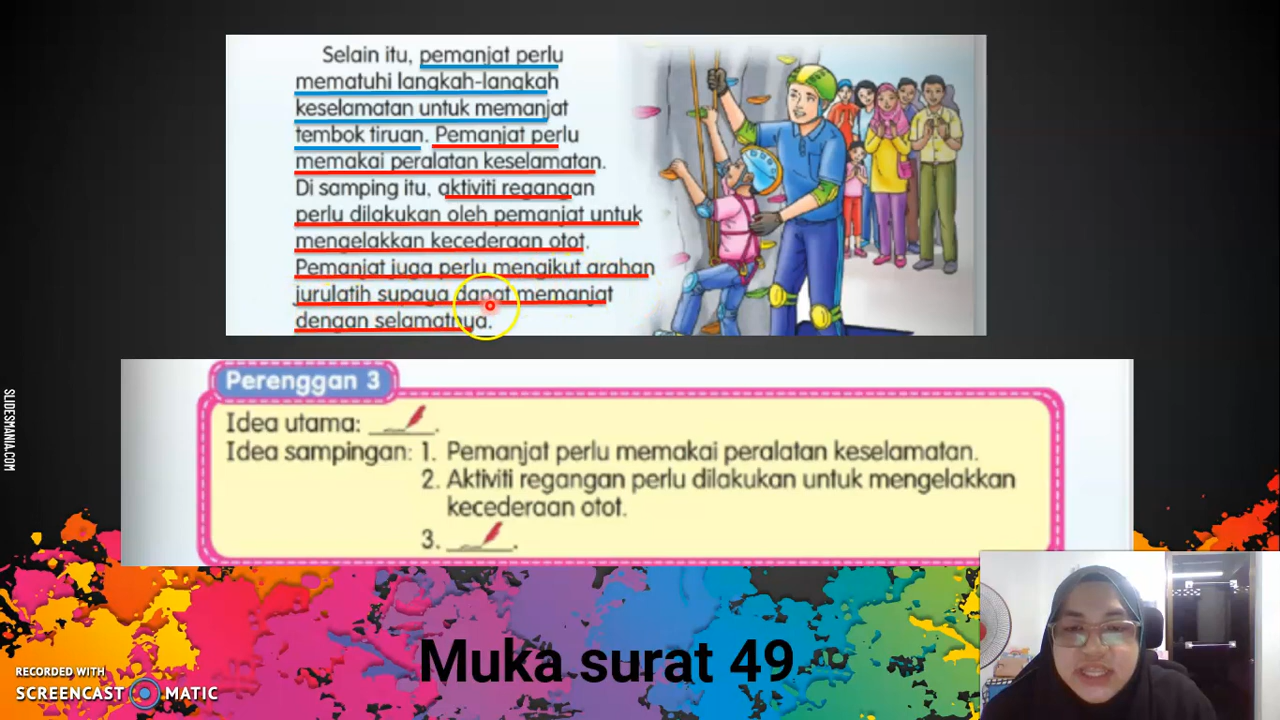 Selain itu, pemanjat perlu
mematuhi langkah-langkah
keselamatan untuk memanjat
tembok tiruan. Pemanjat perlu
memakai peralatan keselamatan.
Di samping itu, aktiviti regangan
perlu dilakukan oleh pemanjat untuk
mengelakkan kecederaan otot.
Pemanjat juga perlu mengikut arahan
jurulatih supaya dapat memanjat
dengan selamatnya.
Perenggan 3
Idea utama: ____.
Idea sampingan: 1. Pemanjat perlu memakai peralatan keselamatan.
2. Aktiviti regangan perlu dilakukan untuk mengelakkan
kecederaan otot.
3. ____.
Muka surat 49
SLIDESMANIA.COM
RECORDED WITH
SCREENCAST MATIC